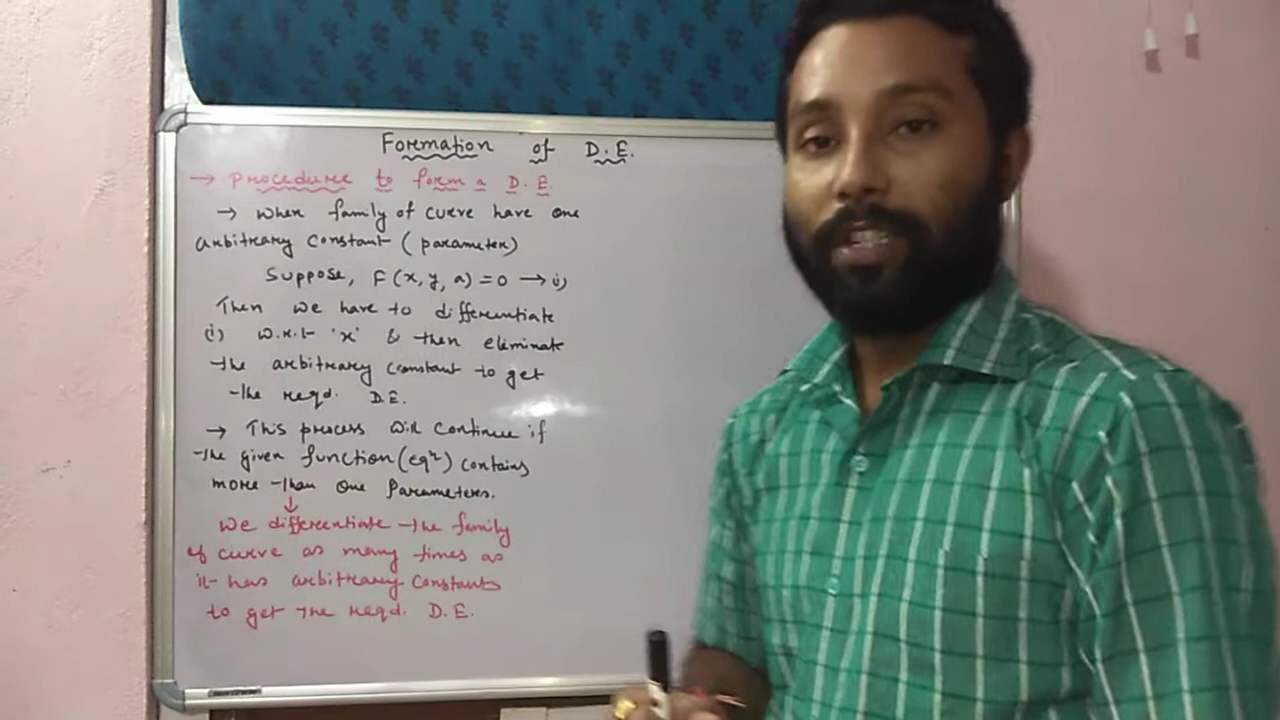 Formation of D.E.
→ Procedure to form a D.E.
→ When family of curve have one
arbitrary constant (parameter)
Suppose, F(x, y, a) = 0 → i)
Then we have to differentiate
(i) w.r.t 'x' & then eliminate
the arbitrary constant to get
the reqd. D.E.
→ This process will continue if
the given function (eqn) contains
more than one Parameters.
↓
We differentiate the family
of curve as many times as
it has arbitrary constants
to get the reqd. D.E.